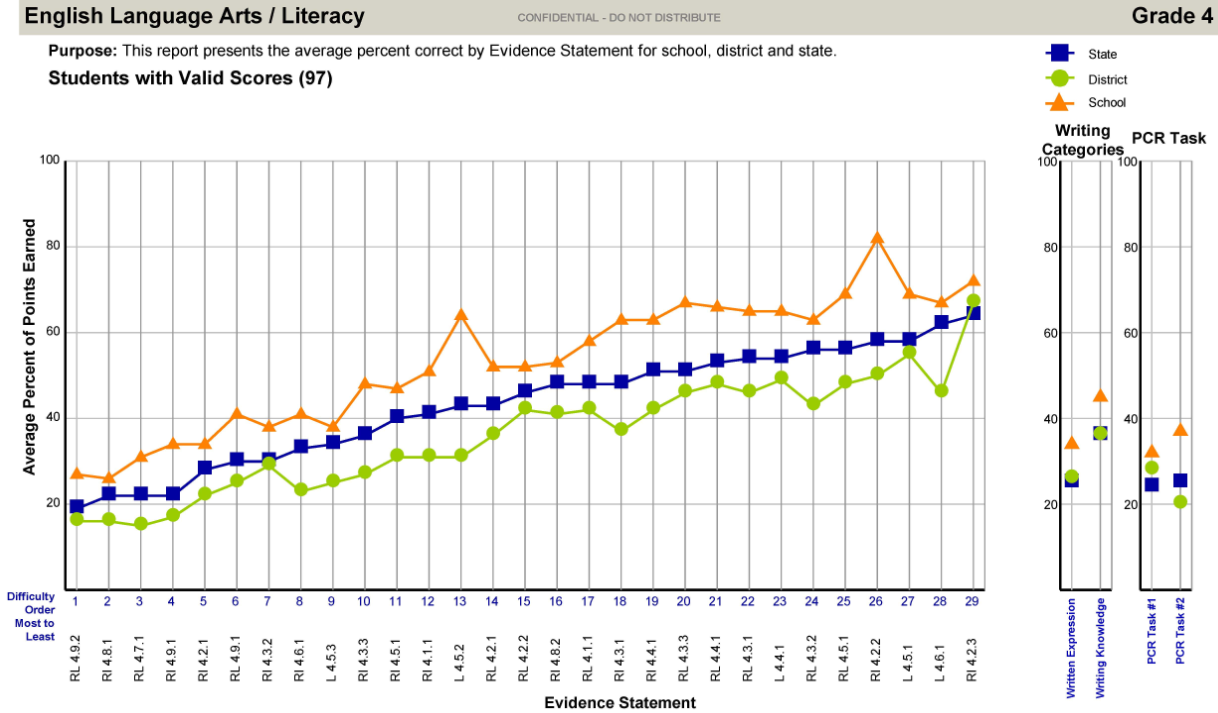 English Language Arts / Literacy
CONFIDENTIAL - DO NOT DISTRIBUTE
Grade 4
Purpose: This report presents the average percent correct by Evidence Statement for school, district and state.
Students with Valid Scores (97)
State
District
School
Writing
Categories
PCR Task
Average Percent of Points Earned
100
80
60
40
20
100
80
60
40
20
100
80
60
40
20
Difficulty
Order
Most to
Least
1 2 3 4 5 6 7 8 9 10 11 12 13 14 15 16 17 18 19 20 21 22 23 24 25 26 27 28 29
RL 4.9.2
RI 4.8.1
RL 4.7.1
RI 4.9.1
RI 4.2.1
RL 4.9.1
RI 4.3.2
RI 4.6.1
L 4.5.3
RI 4.3.3
RI 4.5.1
RI 4.1.1
L 4.5.2
RL 4.2.1
RL 4.2.2
RI 4.8.2
RL 4.1.1
RI 4.3.1
RI 4.4.1
RL 4.3.3
RL 4.4.1
RL 4.3.1
L 4.4.1
RL 4.3.2
RL 4.5.1
RI 4.2.2
L 4.5.1
L 4.6.1
RI 4.2.3
Written Expression
Writing Knowledge
PCR Task #1
PCR Task #2
Evidence Statement